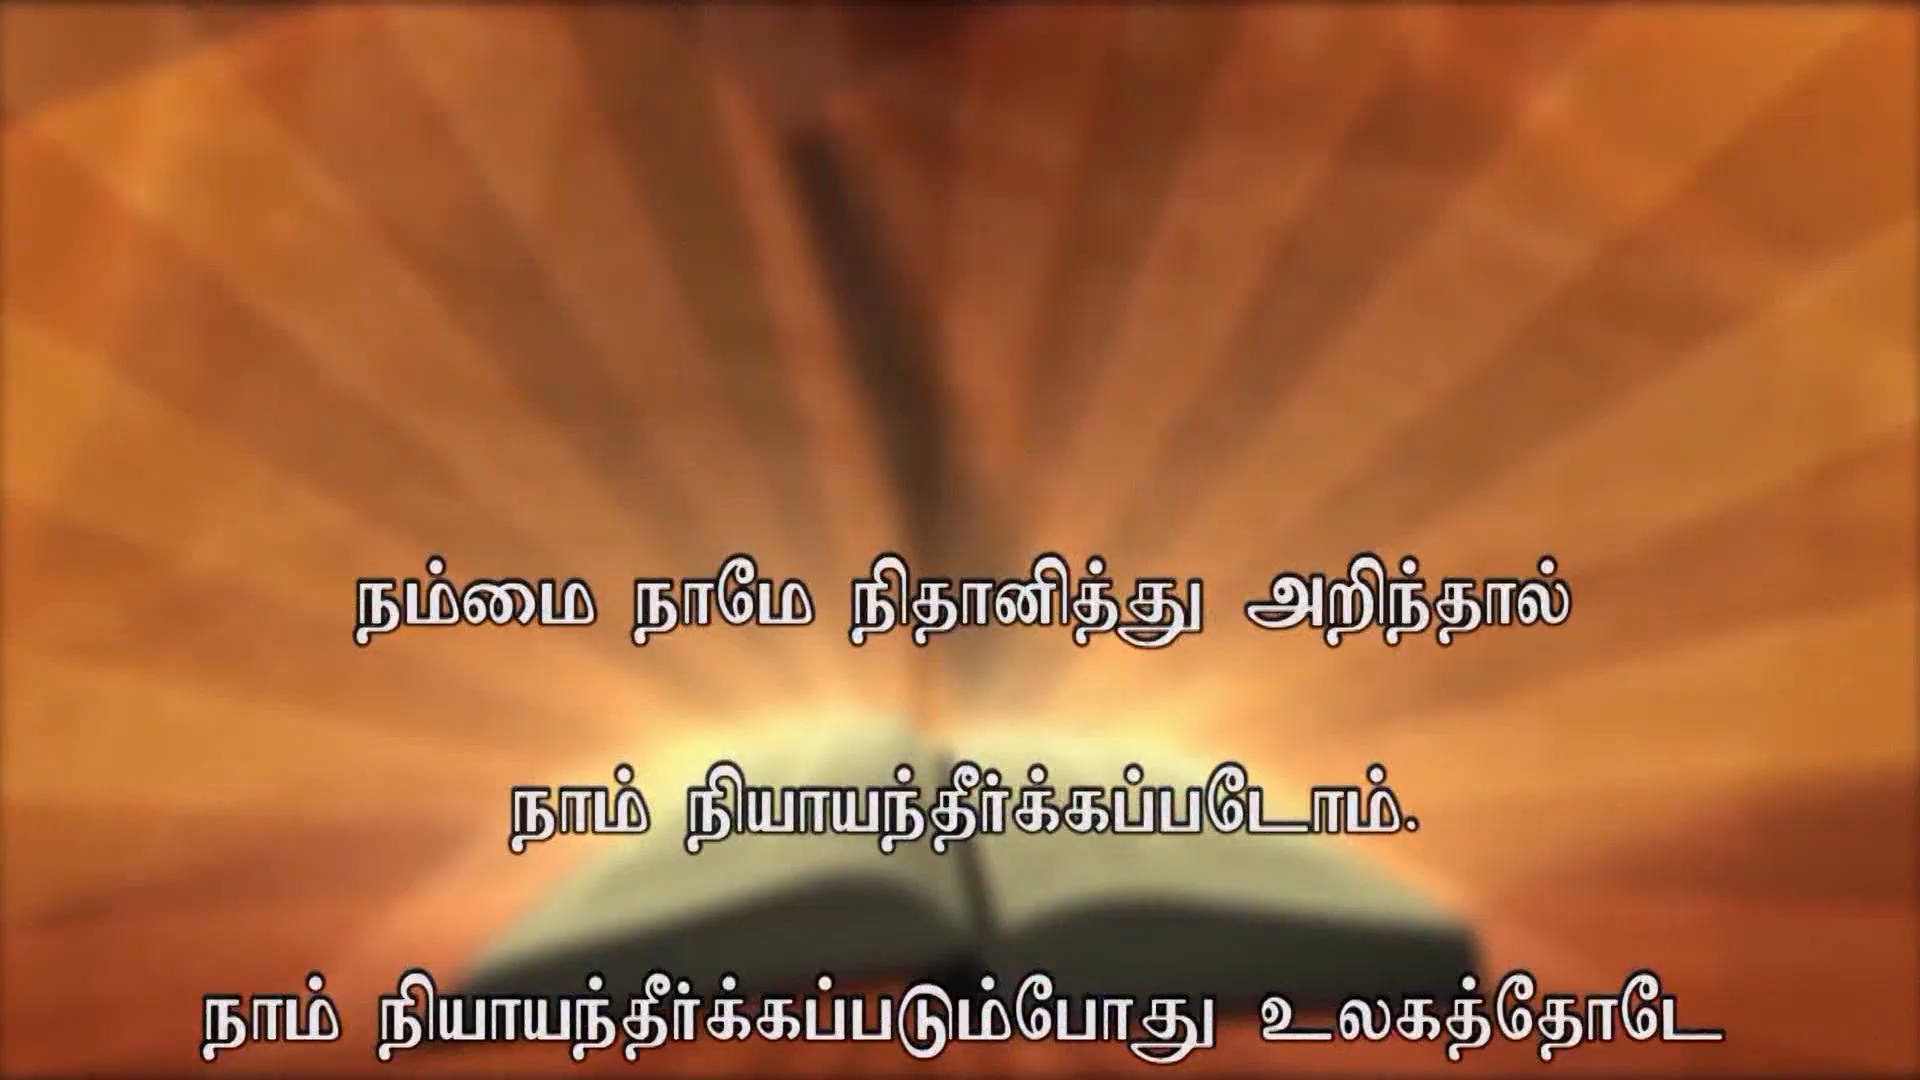 நம்மை நாமே நிதானித்து அறிந்தால்
நாம் நியாயந்தீர்க்கப்படோம்.
நாம் நியாயந்தீர்க்கப்படும்போது உலகத்தோடே